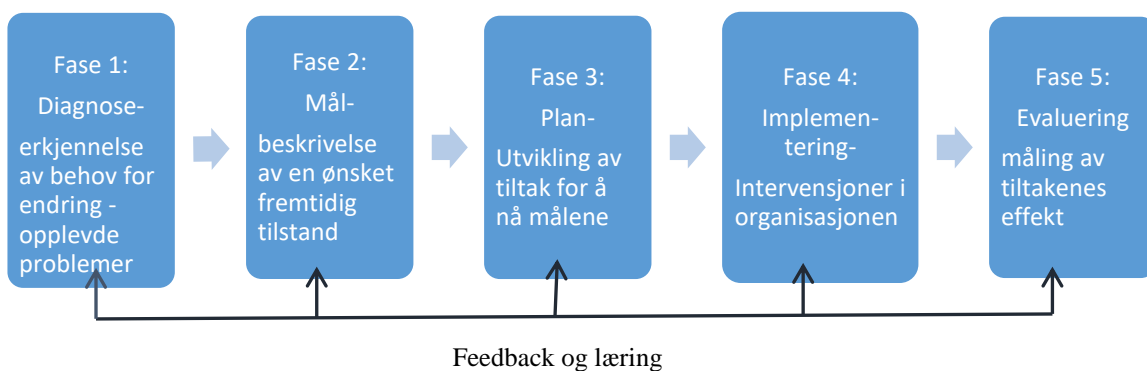 Fase 1:
Diagnose-
erkjennelse
av behov for
endring -
opplevde
problemer
Fase 2:
Mål-
beskrivelse
av en ønsket
fremtidig
tilstand
Fase 3:
Plan-
Utvikling av
tiltak for å
nå målene
Fase 4:
Implemen-
tering-
Intervensjoner i
organisasjonen
Fase 5:
Evaluering
måling av
tiltakenes
effekt
Feedback og læring